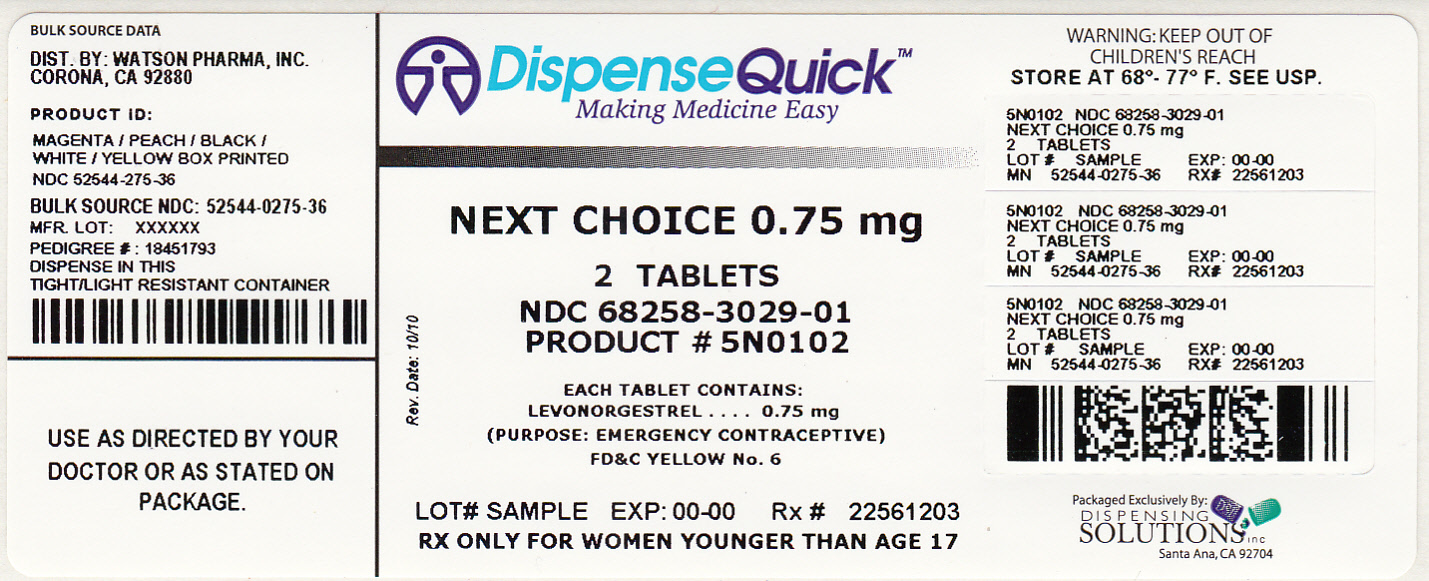 BULK SOURCE DATA
DIST. BY: WATSON PHARMA, INC.
CORONA, CA 92880
PRODUCT ID:
MAGENTA / PEACH / BLACK /
WHITE / YELLOW BOX PRINTED
NDC 52544-275-36
BULK SOURCE NDC: 52544-0275-36
MFR. LOT: XXXXXX
PEDIGREE # : 18451793
DISPENSE IN THIS
TIGHT/LIGHT RESISTANT CONTAINER
USE AS DIRECTED BY YOUR
DOCTOR OR AS STATED ON
PACKAGE.
DispenseQuick™
Making Medicine Easy
NEXT CHOICE 0.75 mg
2 TABLETS
NDC 68258-3029-01
PRODUCT # 5N0102
Rev. Date: 10/10
EACH TABLET CONTAINS:
LEVONORGESTREL .... 0.75 mg
(PURPOSE: EMERGENCY CONTRACEPTIVE)
FD&C YELLOW No. 6
LOT# SAMPLE EXP: 00-00 Rx # 22561203
RX ONLY FOR WOMEN YOUNGER THAN AGE 17
WARNING: KEEP OUT OF
CHILDREN'S REACH
STORE AT 68°- 77° F. SEE USP.
5N0102 NDC 68258-3029-01
NEXT CHOICE 0.75 mg
2 TABLETS
LOT # SAMPLE EXP: 00-00
MN 52544-0275-36 RX# 22561203
5N0102 NDC 68258-3029-01
NEXT CHOICE 0.75 mg
2 TABLETS
LOT # SAMPLE EXP: 00-00
MN 52544-0275-36 RX# 22561203
5N0102 NDC 68258-3029-01
NEXT CHOICE 0.75 mg
2 TABLETS
LOT # SAMPLE EXP: 00-00
MN 52544-0275-36 RX# 22561203
Packaged Exclusively By:
DISPENSING
SOLUTIONS inc
Santa Ana, CA 92704